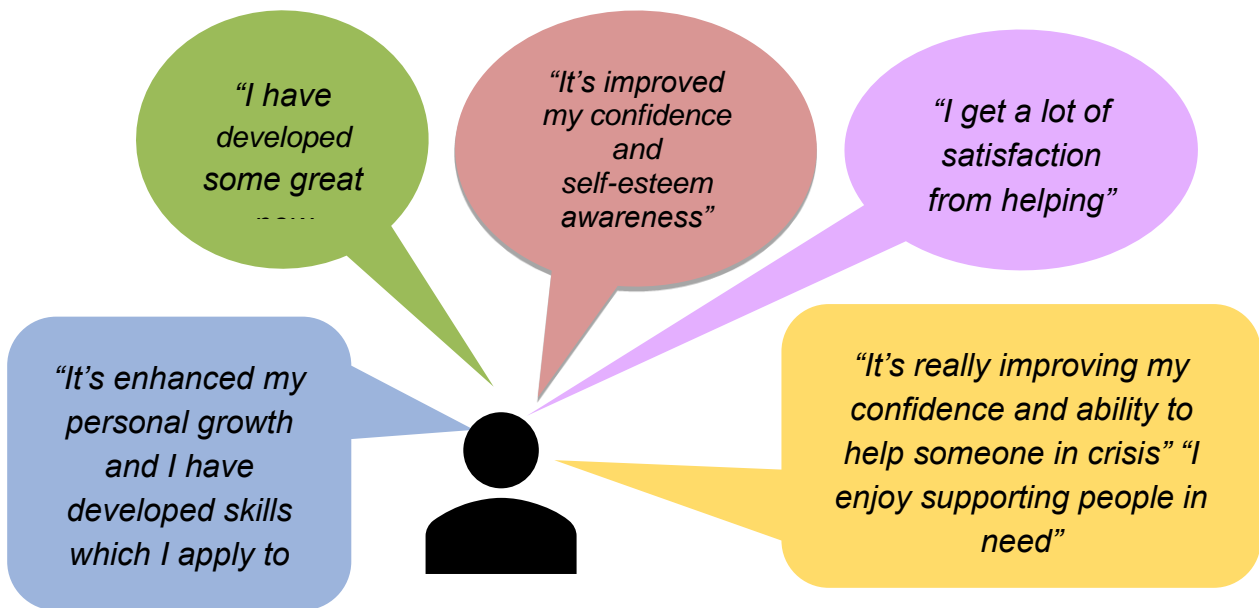 “I have
developed
some great
“It’s improved
my confidence
and
self-esteem
awareness”
“I get a lot of
satisfaction
from helping”
“It’s enhanced my
personal growth
and I have
developed skills
which I apply to
“It’s really improving my
confidence and ability to
help someone in crisis” “I
enjoy supporting people in
need”